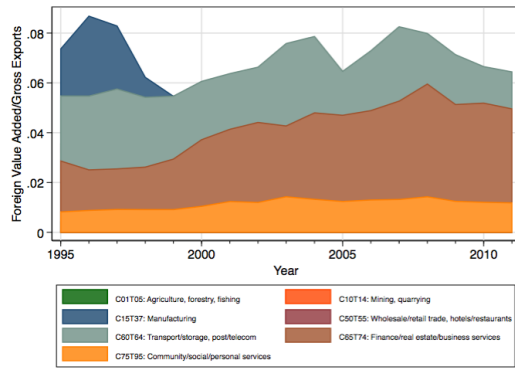 Foreign Value Added/Gross Exports
.08
.06
.04
.02
0
1995
2000
2005
2010
Year
C01T05: Agriculture, forestry, fishing
C10T14: Mining, quarrying
C15T37: Manufacturing
C50T55: Wholesale/retail trade, hotels/restaurants
C60T64: Transport/storage, post/telecom
C65T74: Finance/real estate/business services
C75T95: Community/social/personal services